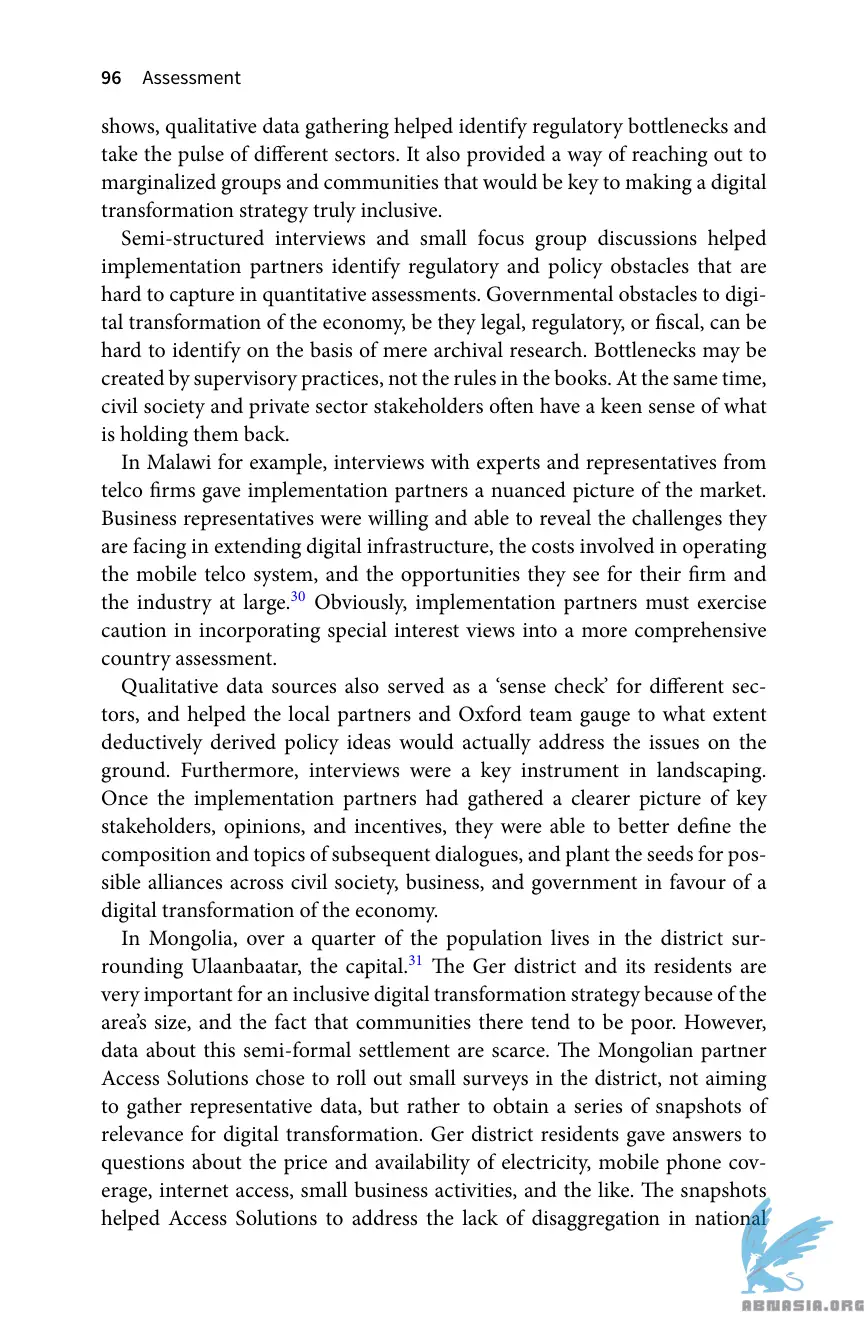 96 Assessment
shows, qualitative data gathering helped identify regulatory bottlenecks and
take the pulse of different sectors. It also provided a way of reaching out to
marginalized groups and communities that would be key to making a digital
transformation strategy truly inclusive.
Semi-structured interviews and small focus group discussions helped
implementation partners identify regulatory and policy obstacles that are
hard to capture in quantitative assessments. Governmental obstacles to digi-
tal transformation of the economy, be they legal, regulatory, or fiscal, can be
hard to identify on the basis of mere archival research. Bottlenecks may be
created by supervisory practices, not the rules in the books. At the same time,
civil society and private sector stakeholders often have a keen sense of what
is holding them back.
In Malawi for example, interviews with experts and representatives from
telco firms gave implementation partners a nuanced picture of the market.
Business representatives were willing and able to reveal the challenges they
are facing in extending digital infrastructure, the costs involved in operating
the mobile telco system, and the opportunities they see for their firm and
the industry at large.30 Obviously, implementation partners must exercise
caution in incorporating special interest views into a more comprehensive
country assessment.
Qualitative data sources also served as a ‘sense check’ for different sec-
tors, and helped the local partners and Oxford team gauge to what extent
deductively derived policy ideas would actually address the issues on the
ground. Furthermore, interviews were a key instrument in landscaping.
Once the implementation partners had gathered a clearer picture of key
stakeholders, opinions, and incentives, they were able to better define the
composition and topics of subsequent dialogues, and plant the seeds for pos-
sible alliances across civil society, business, and government in favour of a
digital transformation of the economy.
In Mongolia, over a quarter of the population lives in the district sur-
rounding Ulaanbaatar, the capital.31 The Ger district and its residents are
very important for an inclusive digital transformation strategy because of the
area’s size, and the fact that communities there tend to be poor. However,
data about this semi-formal settlement are scarce. The Mongolian partner
Access Solutions chose to roll out small surveys in the district, not aiming
to gather representative data, but rather to obtain a series of snapshots of
relevance for digital transformation. Ger district residents gave answers to
questions about the price and availability of electricity, mobile phone cov-
erage, internet access, small business activities, and the like. The snapshots
helped Access Solutions to address the lack of disaggregation in national
ABNASIA.ORG